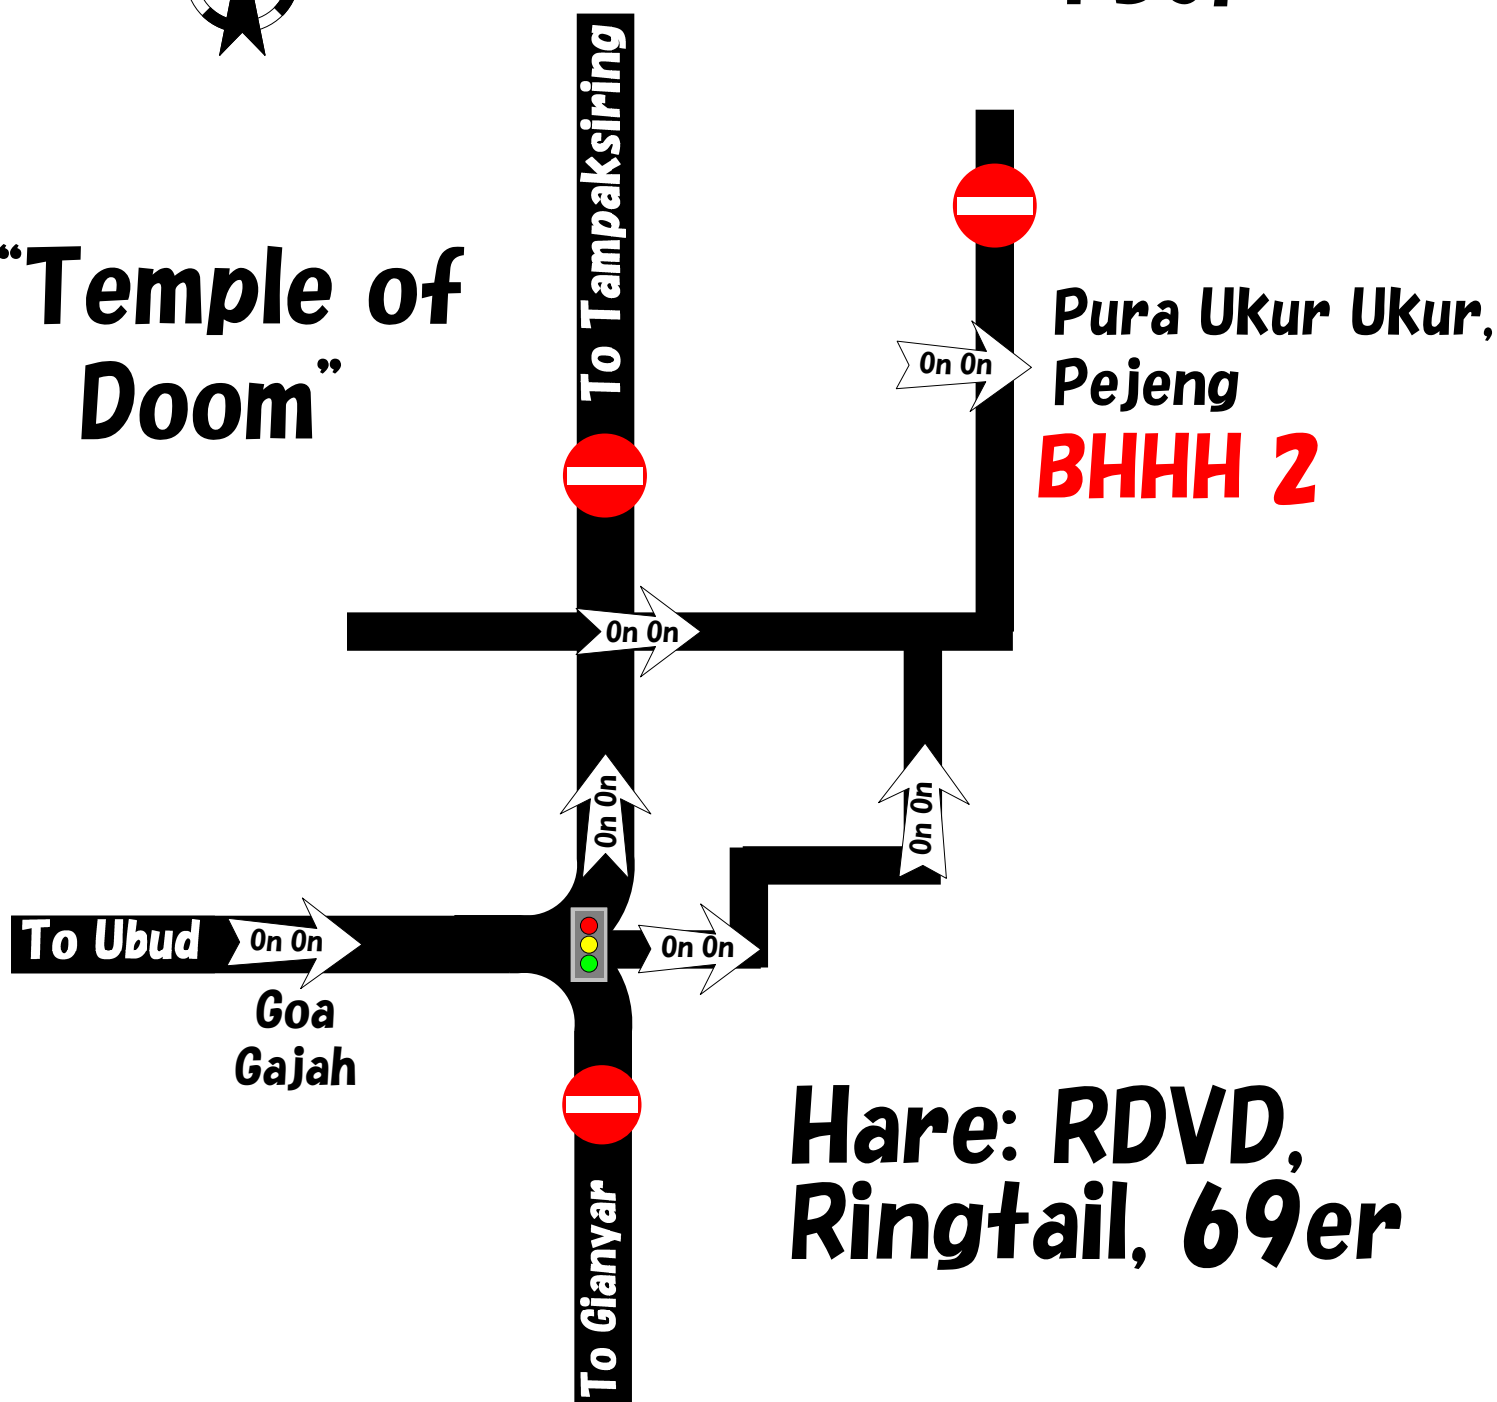 To Tampaksiring
"Temple of
Doom"
Pura Ukur Ukur,
Pejeng
BHHH 2
On On
On On
On On
On On
To Ubud
On On
On On
Goa
Gajah
Hare: RDVD,
Ringtail, 69er
To Gianyar